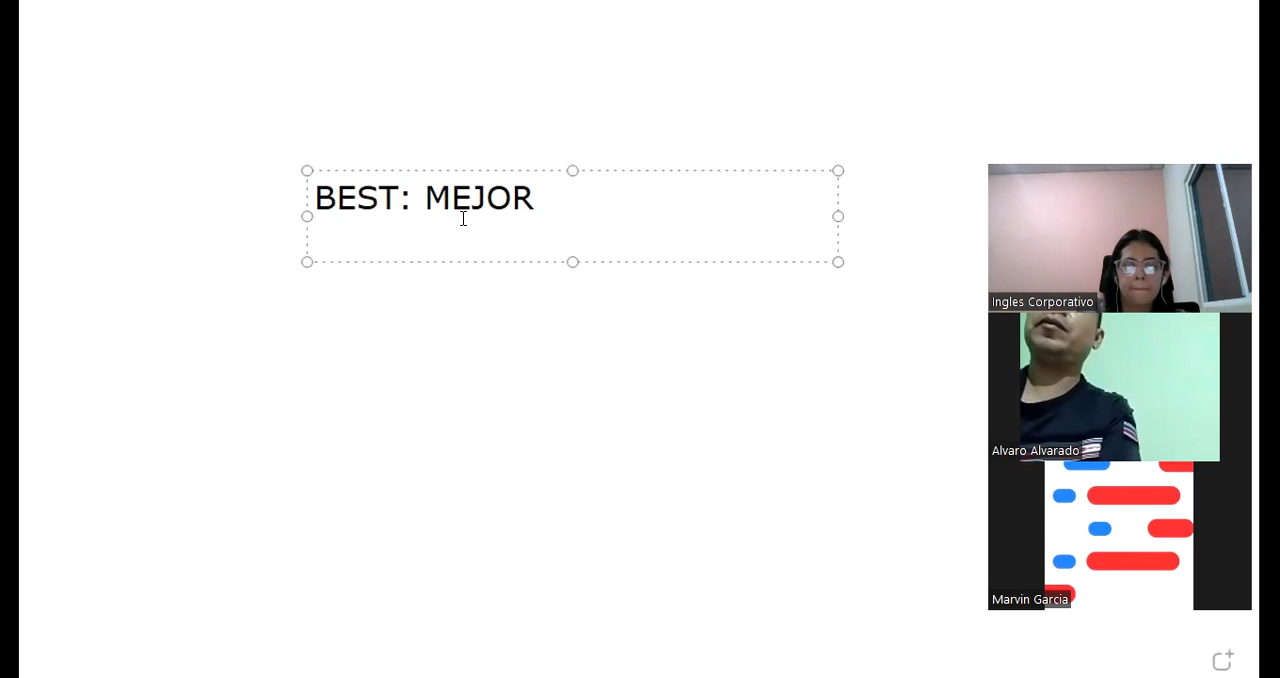 BEST: MEJOR
Ingles Corporativo
Alvaro Alvarado
Marvin Garcia